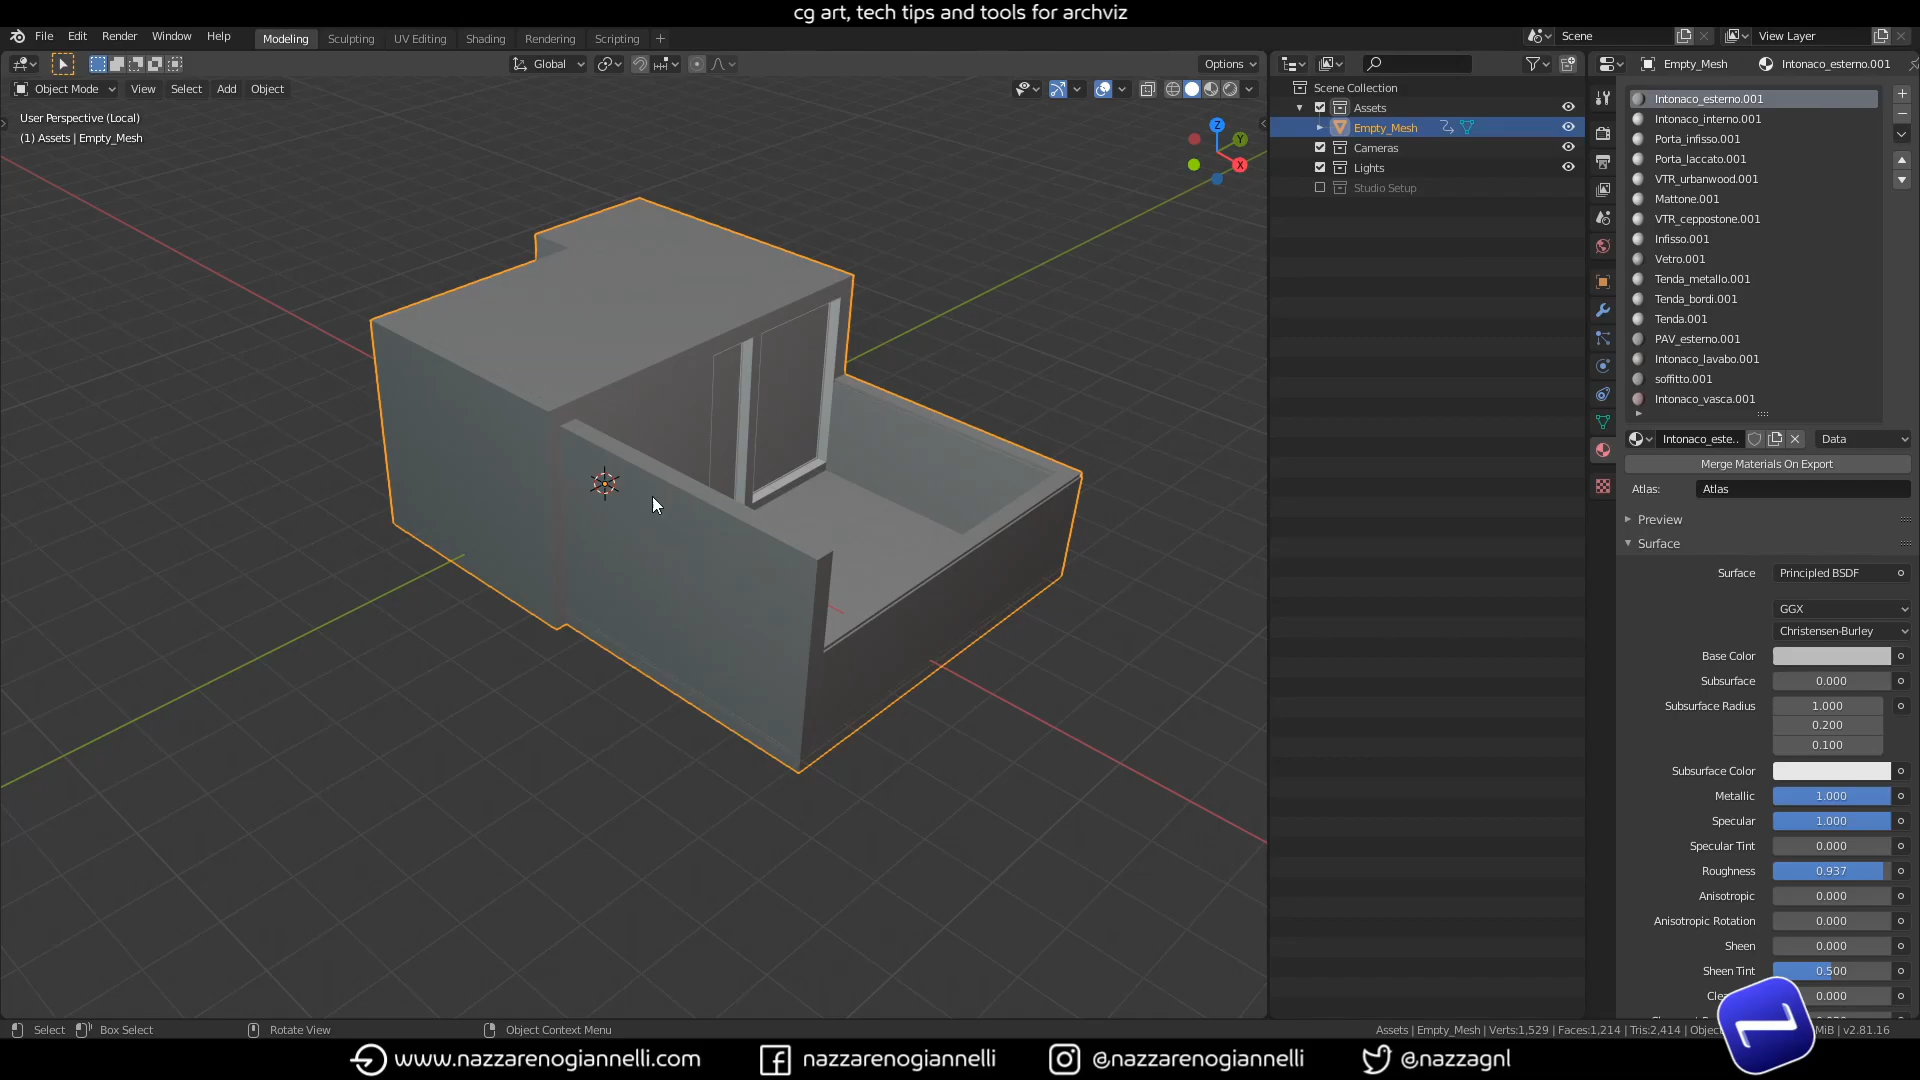 cg art, tech tips and tools for archviz
File Edit Render Window Help Modeling Sculpting UV Editing Shading Rendering Scripting Scene View Layer
Global Options Empty_Mesh Intonaco_esterno.001
Object Mode View Select Add Object
User Perspective (Local)
(1) Assets | Empty_Mesh
Z
Y
X
Scene Collection
Assets
Empty_Mesh
Cameras
Lights
Studio Setup
Intonaco_esterno.001
Intonaco_interno.001
Porta_infisso.001
Porta_laccato.001
VTR_urbanwood.001
Mattone.001
VTR_ceppostone.001
Infisso.001
Vetro.001
Tenda_metallo.001
Tenda_bordi.001
Tenda.001
PAV_esterno.001
Intonaco_lavabo.001
soffitto.001
Intonaco_vasca.001
Intonaco_este.. Data
Merge Materials On Export
Atlas: Atlas
Preview
Surface
Surface Principled BSDF
GGX
Christensen-Burley
Base Color
Subsurface 0.000
Subsurface Radius 1.000
0.200
0.100
Subsurface Color
Metallic 1.000
Specular 1.000
Specular Tint 0.000
Roughness 0.937
Anisotropic 0.000
Anisotropic Rotation 0.000
Sheen 0.000
Sheen Tint 0.500
0.000
Select Box Select Rotate View Object Context Menu Assets | Empty_Mesh | Verts:1,529 | Faces:1,214 | Tris:2,414 | Objec MiB | v2.81.16
www.nazzarenogiannelli.com nazzarenogiannelli @nazzarenogiannelli @nazzagnl